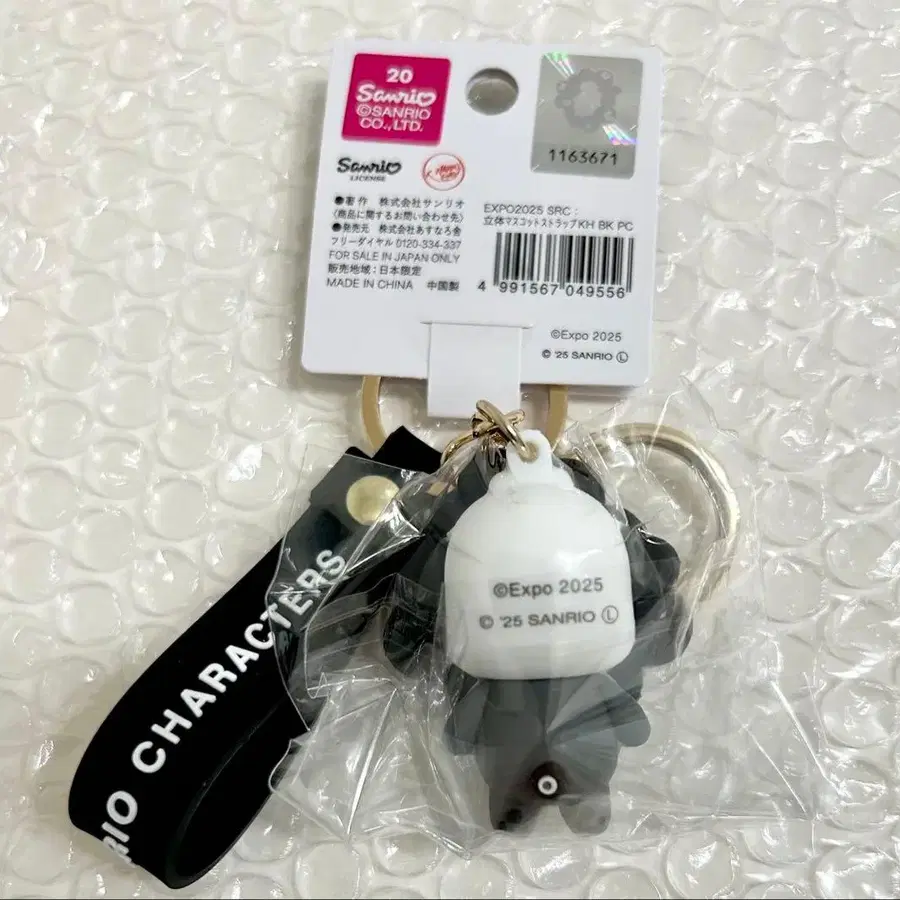 20
Sanrio
©SANRIO
CO.,LTD.
1163671
Sanrio
LICENSE
●著作 株式会社サンリオ
〈商品に関するお問い合わせ先〉
●発売元 株式会社あすなろ舎
フリーダイヤル 0120-334-337
FOR SALE IN JAPAN ONLY
販売地域：日本限定
MADE IN CHINA 中国製
EXPO2025 SRC：
立体マスコットストラップKH BK PC
4 991567 049556
©Expo 2025
© '25 SANRIO Ⓛ
©Expo 2025
© '25 SANRIO Ⓛ
RIO CHARACTERS